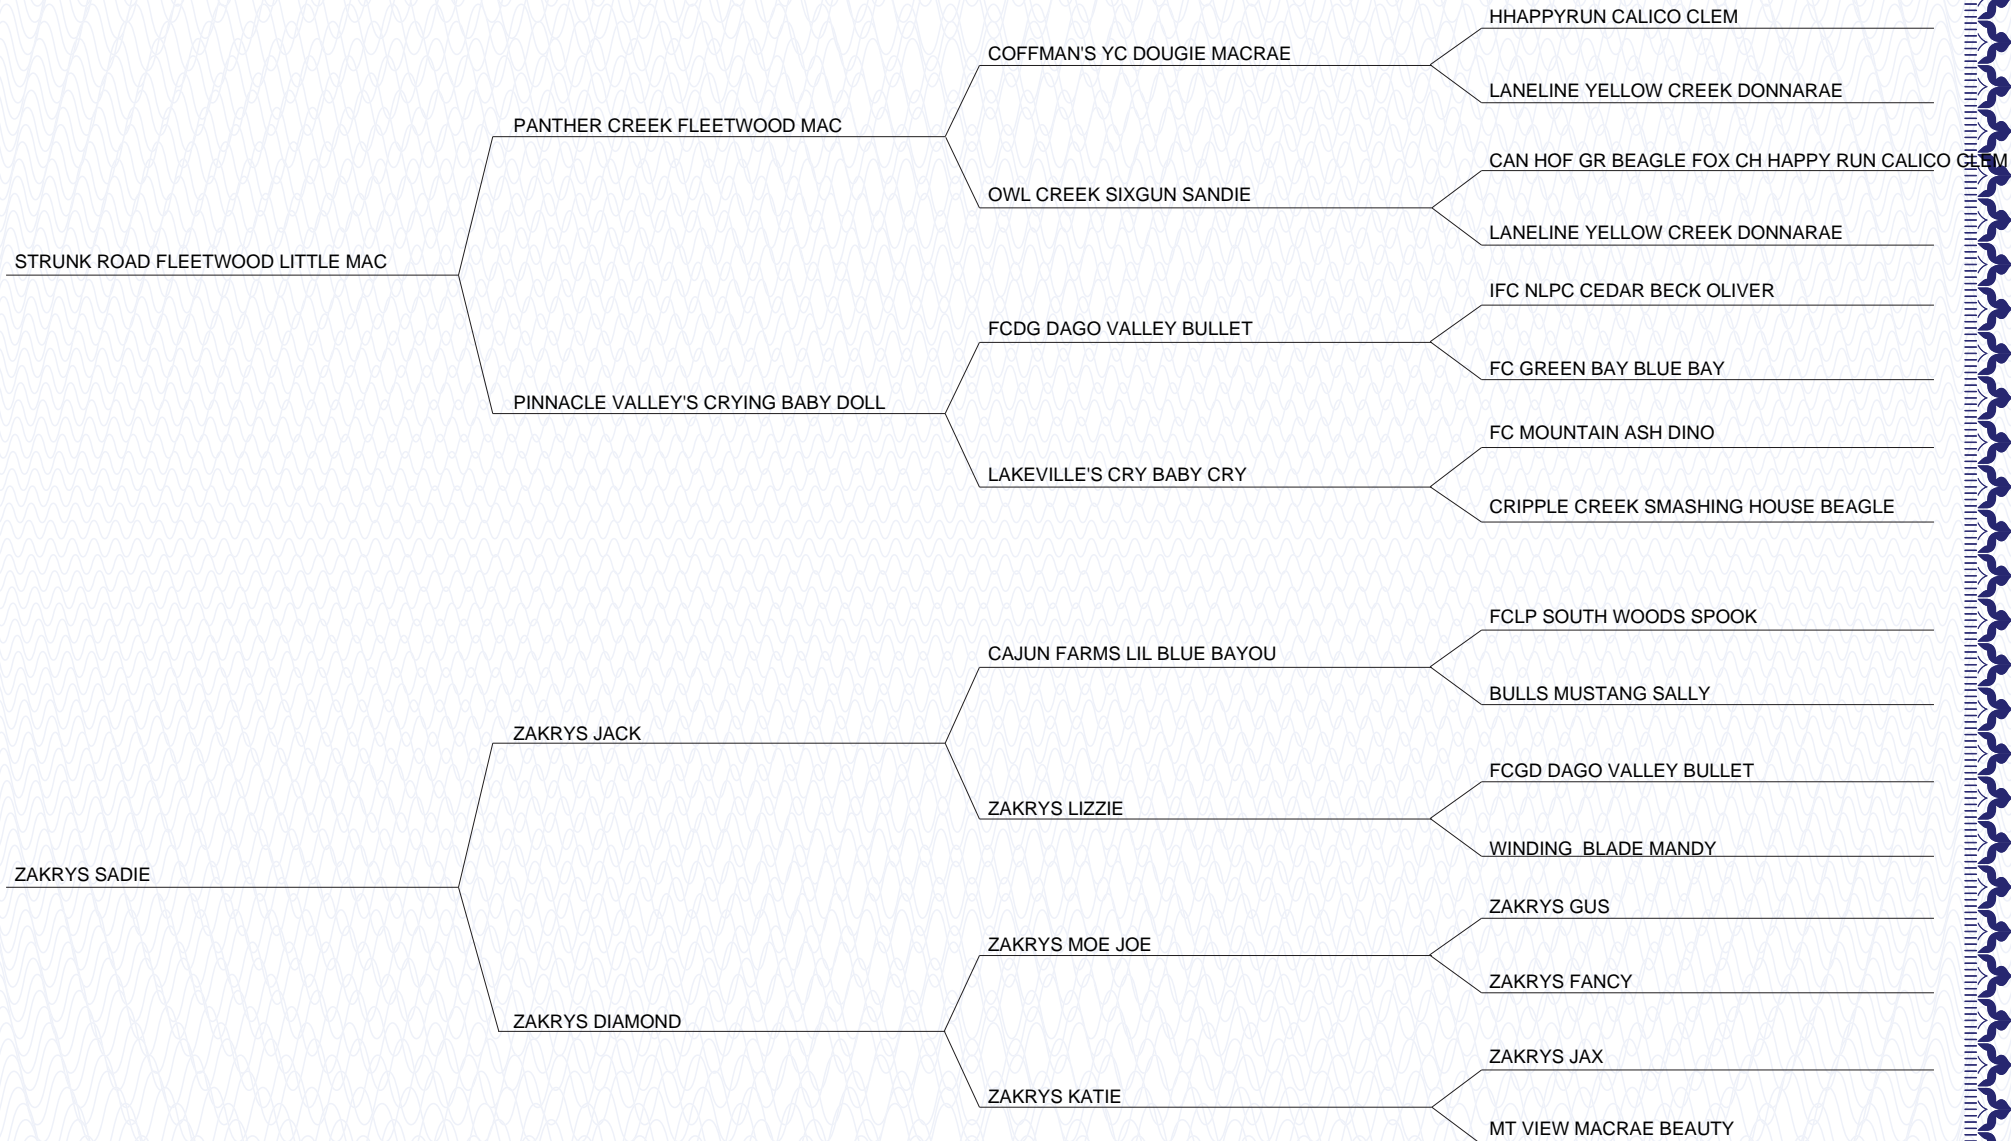 HHAPPYRUN CALICO CLEM
COFFMAN'S YC DOUGIE MACRAE
LANELINE YELLOW CREEK DONNARAE
PANTHER CREEK FLEETWOOD MAC
CAN HOF GR BEAGLE FOX CH HAPPY RUN CALICO CLEM
OWL CREEK SIXGUN SANDIE
LANELINE YELLOW CREEK DONNARAE
STRUNK ROAD FLEETWOOD LITTLE MAC
IFC NLPC CEDAR BECK OLIVER
FCDG DAGO VALLEY BULLET
FC GREEN BAY BLUE BAY
PINNACLE VALLEY'S CRYING BABY DOLL
FC MOUNTAIN ASH DINO
LAKEVILLE'S CRY BABY CRY
CRIPPLE CREEK SMASHING HOUSE BEAGLE
FCLP SOUTH WOODS SPOOK
CAJUN FARMS LIL BLUE BAYOU
BULLS MUSTANG SALLY
ZAKRYS JACK
FCGD DAGO VALLEY BULLET
ZAKRYS LIZZIE
WINDING  BLADE MANDY
ZAKRYS SADIE
ZAKRYS GUS
ZAKRYS MOE JOE
ZAKRYS FANCY
ZAKRYS DIAMOND
ZAKRYS JAX
ZAKRYS KATIE
MT VIEW MACRAE BEAUTY